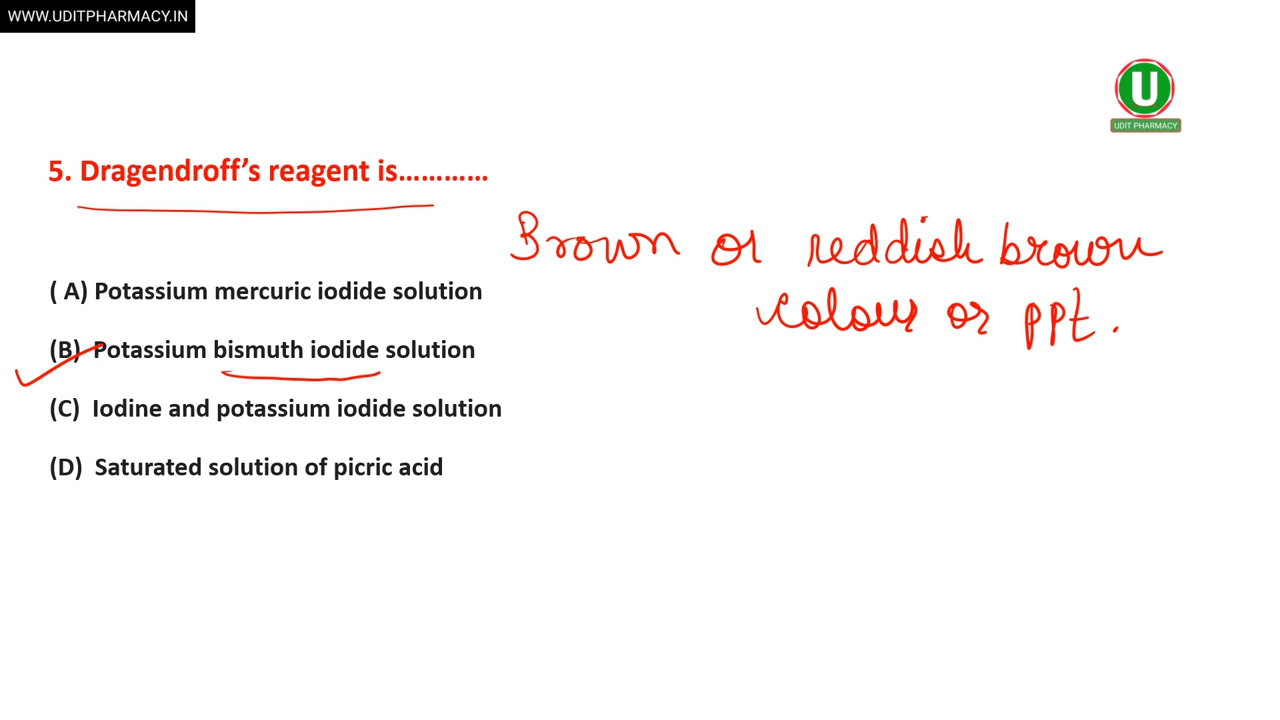 WWW.UDITPHARMACY.IN
U
UDIT PHARMACY
5. Dragendroff's reagent is............
Brown or reddish brown
colour or ppt.
( A) Potassium mercuric iodide solution
(B) Potassium bismuth iodide solution
(C) Iodine and potassium iodide solution
(D) Saturated solution of picric acid